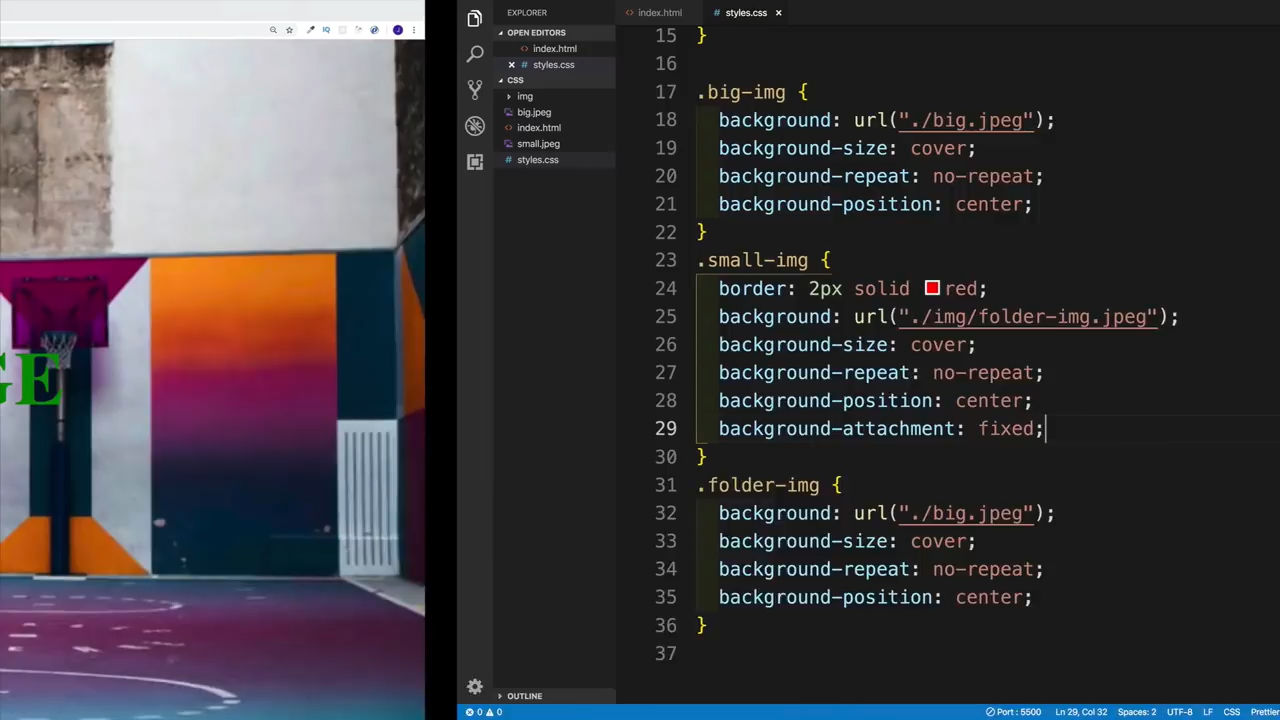 GE
IQ
J
EXPLORER
OPEN EDITORS
index.html
styles.css
CSS
img
big.jpeg
index.html
small.jpeg
styles.css
OUTLINE
index.html
styles.css
15 }
16
17 .big-img {
18 background: url("./big.jpeg");
19 background-size: cover;
20 background-repeat: no-repeat;
21 background-position: center;
22 }
23 .small-img {
24 border: 2px solid red;
25 background: url("./img/folder-img.jpeg");
26 background-size: cover;
27 background-repeat: no-repeat;
28 background-position: center;
29 background-attachment: fixed;
30 }
31 .folder-img {
32 background: url("./big.jpeg");
33 background-size: cover;
34 background-repeat: no-repeat;
35 background-position: center;
36 }
37
0 0 Port : 5500 Ln 29, Col 32 Spaces: 2 UTF-8 LF CSS Prettier